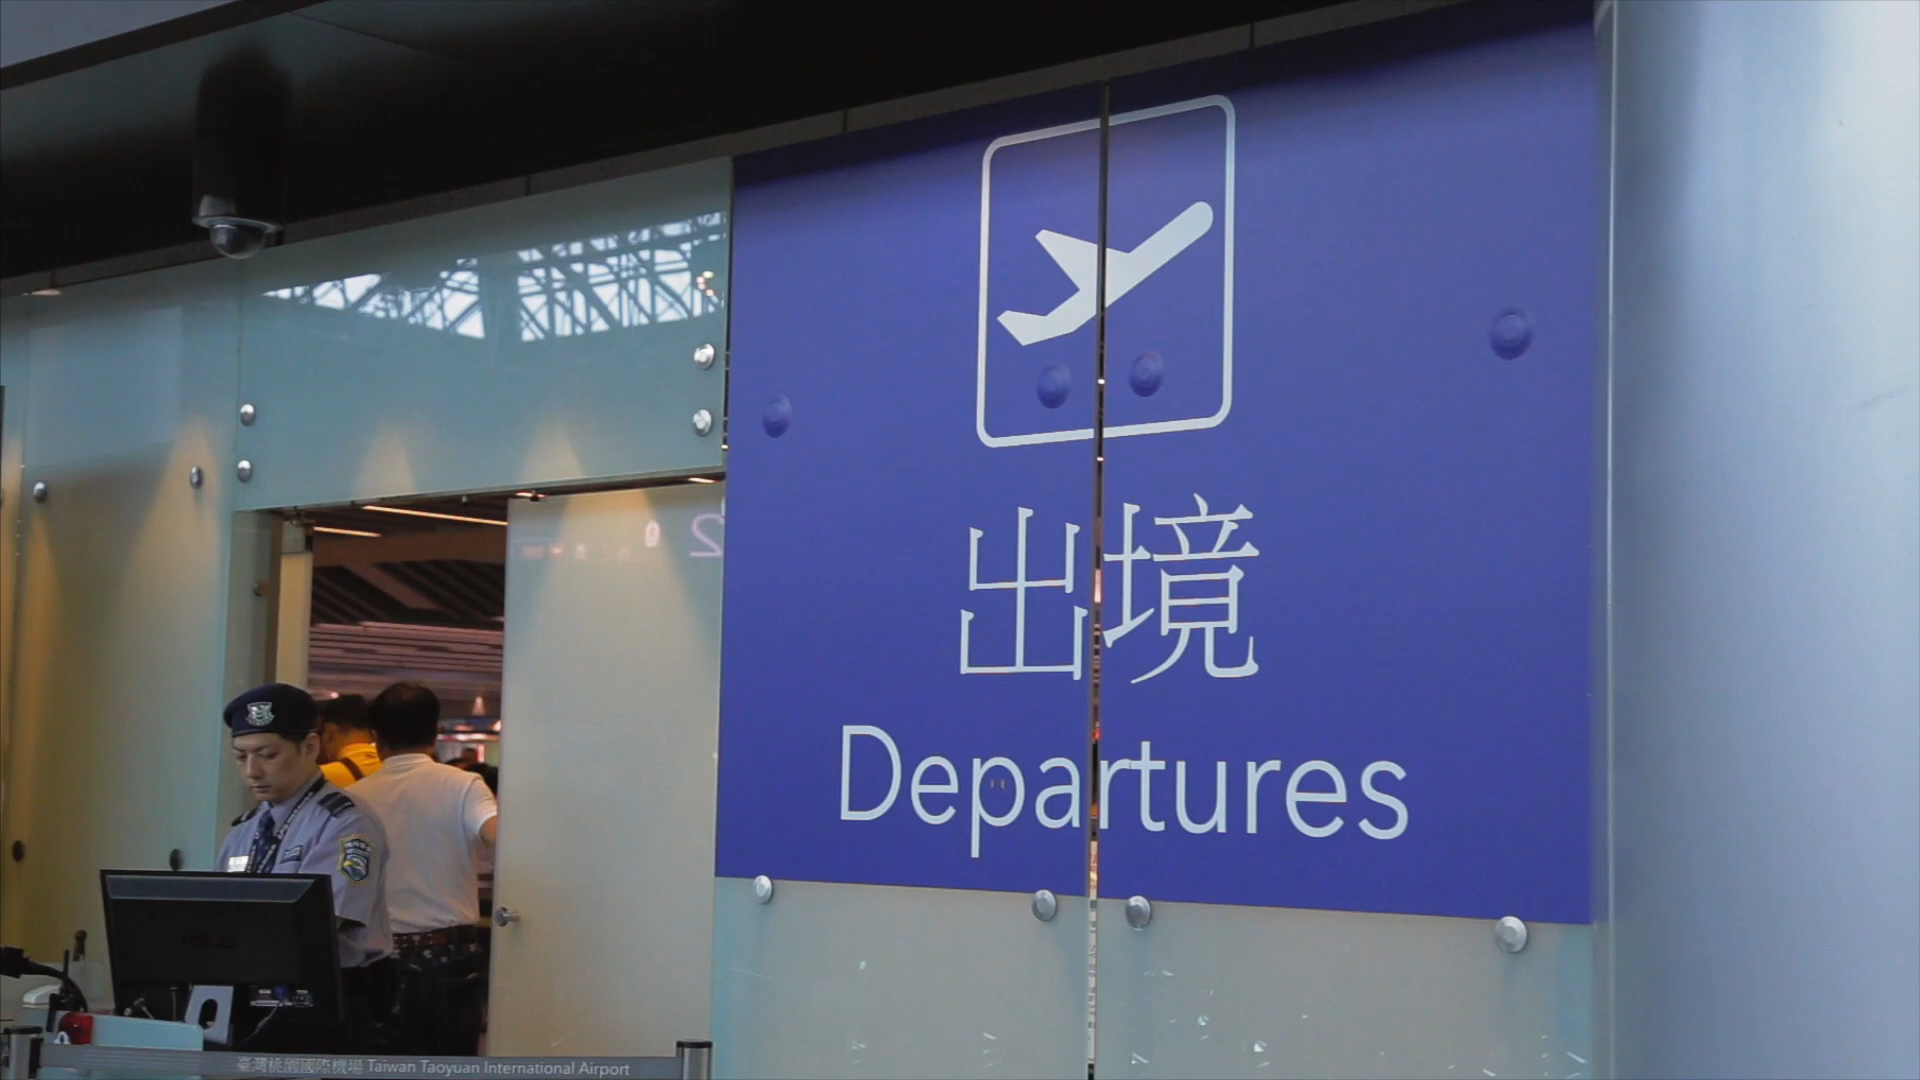 出境
Departures
臺灣桃園國際機場 Taiwan Taoyuan International Airport